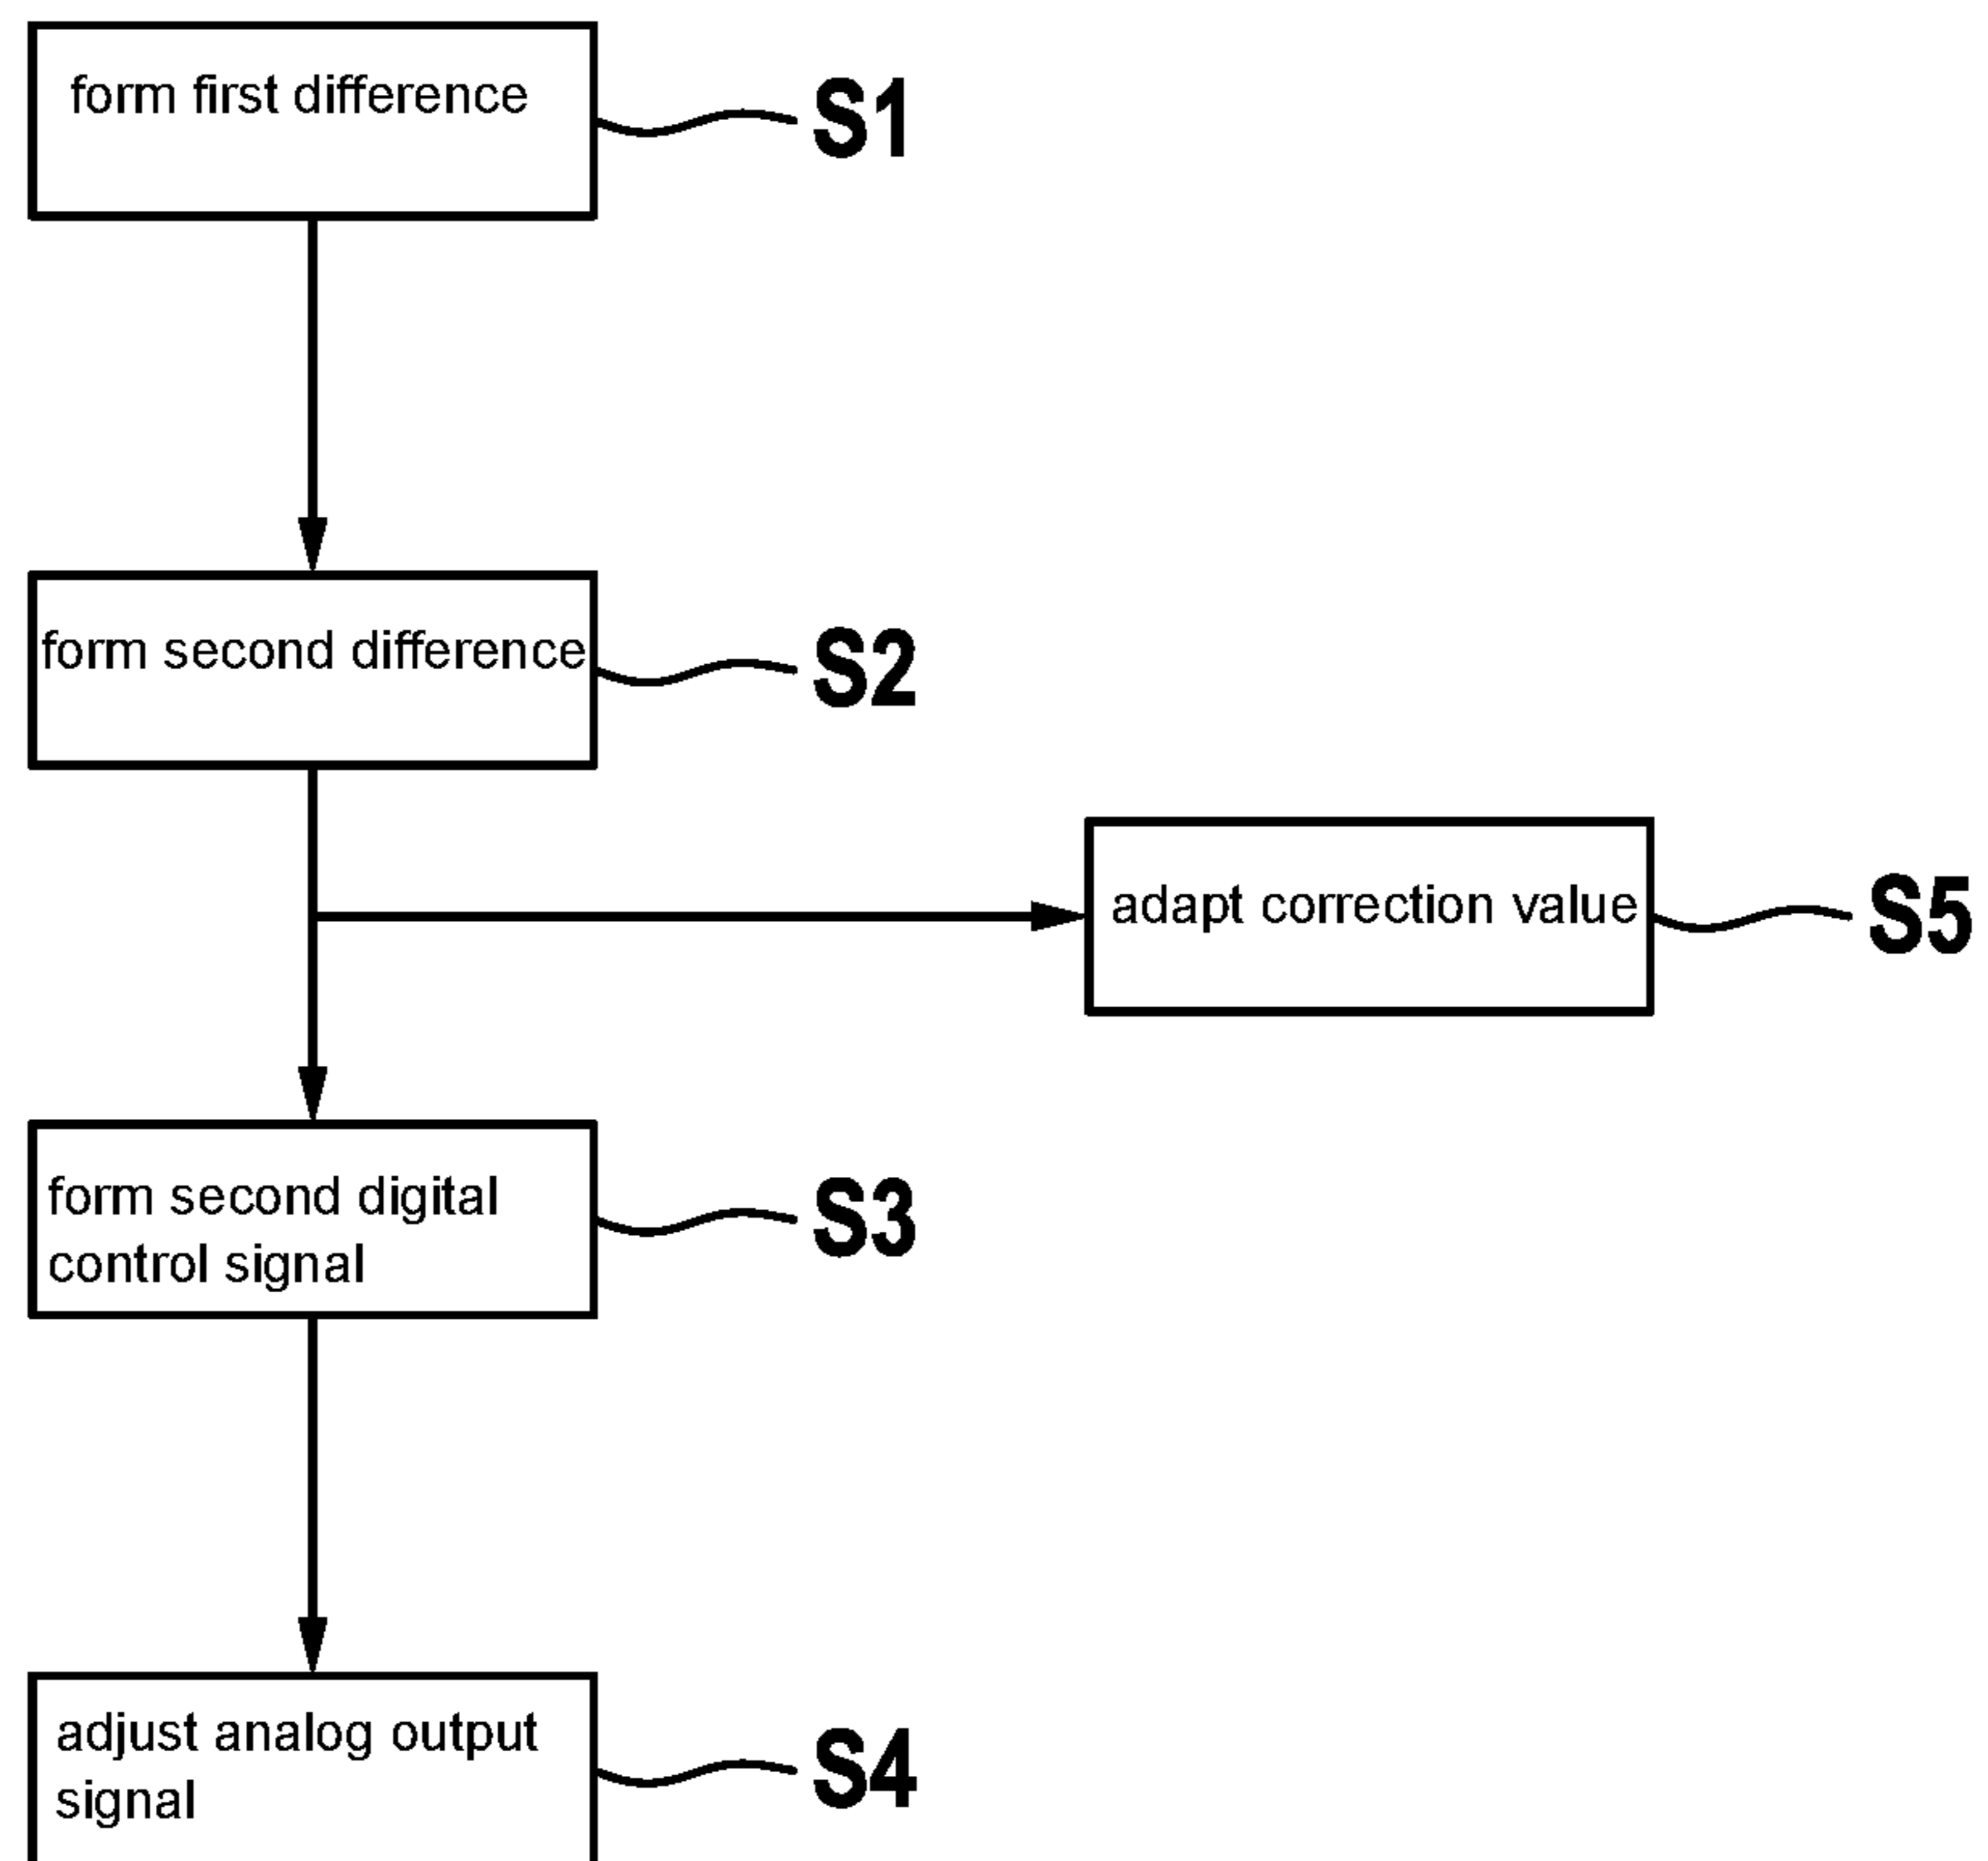 form first difference
S1
form second difference
S2
adapt correction value
S5
form second digital
control signal
S3
adjust analog output
signal
S4